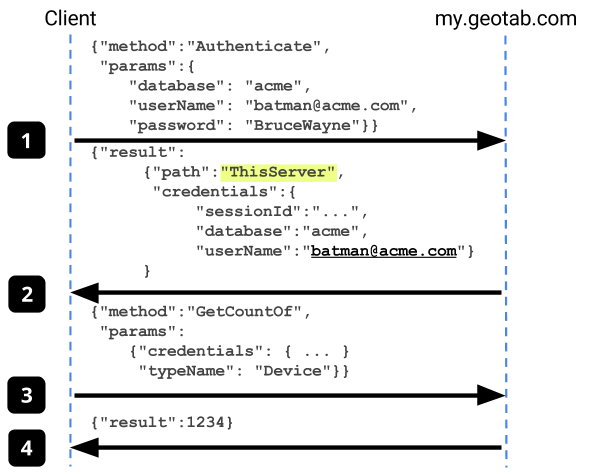 Client my.geotab.com
{"method":"Authenticate",
"params":{
"database": "acme",
"userName": "batman@acme.com",
"password": "BruceWayne"}}
1
{"result":
{"path":"ThisServer",
"credentials":{
"sessionId":"...",
"database":"acme",
"userName":"batman@acme.com"}
}
2
{"method":"GetCountOf",
"params":
{"credentials": { ... }
"typeName": "Device"}}
3
{"result":1234}
4